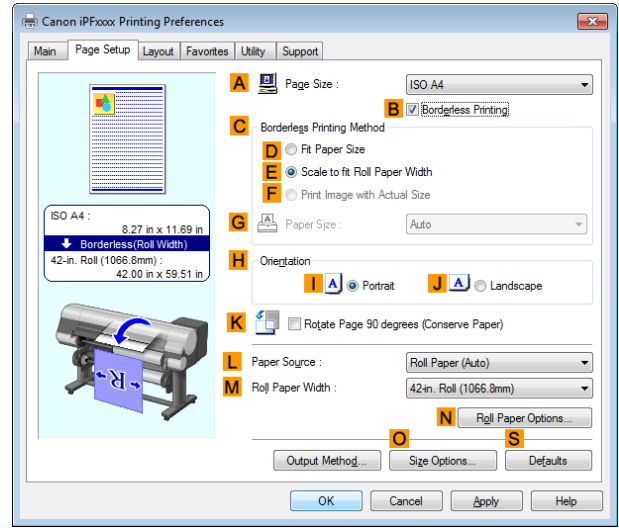 Canon iPFxxxx Printing Preferences
Main Page Setup Layout Favorites Utility Support
A Page Size : ISO A4
B Borderless Printing
C Borderless Printing Method
D Fit Paper Size
E Scale to fit Roll Paper Width
F Print Image with Actual Size
ISO A4 :
8.27 in x 11.69 in
Borderless(Roll Width)
42-in. Roll (1066.8mm) :
42.00 in x 59.51 in
G A Paper Size : Auto
H Orientation
I A Portrait J A Landscape
K Rotate Page 90 degrees (Conserve Paper)
R
L Paper Source : Roll Paper (Auto)
M Roll Paper Width : 42-in. Roll (1066.8mm)
N Roll Paper Options...
O S
Output Method... Size Options... Defaults
OK Cancel Apply Help